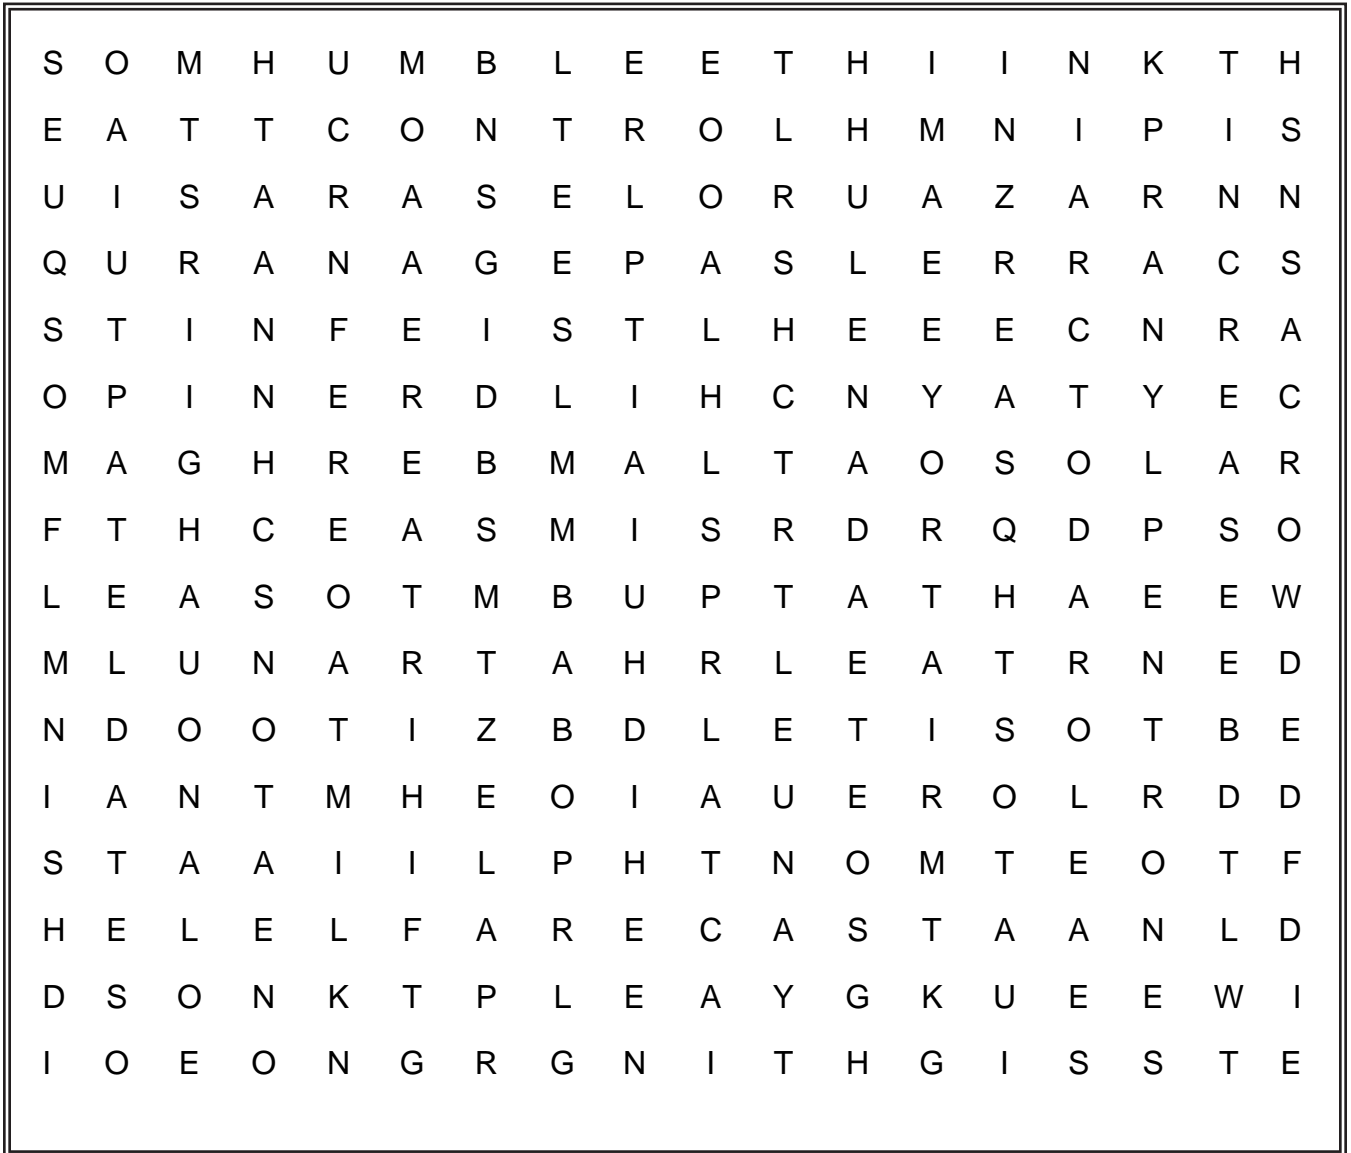 S O M H U M B L E E T H I I N K T H
E A T T C O N T R O L H M N I P I S
U I S A R A S E L O R U A Z A R N N
Q U R A N A G E P A S L E R R A C S
S T I N F E I S T L H E E E C N R A
O P I N E R D L I H C N Y A T Y E C
M A G H R E B M A L T A O S O L A R
F T H C E A S M I S R D R Q D P S O
L E A S O T M B U P T A T H A E E W
M L U N A R T A H R L E A T R N E D
N D O O T I Z B D L E T I S O T B E
I A N T M H E O I A U E R O L R D D
S T A A I I L P H T N O M T E O T F
H E L E L F A R E C A S T A A N L D
D S O N K T P L E A Y G K U E E W I
I O E O N G R G N I T H G I S S T E